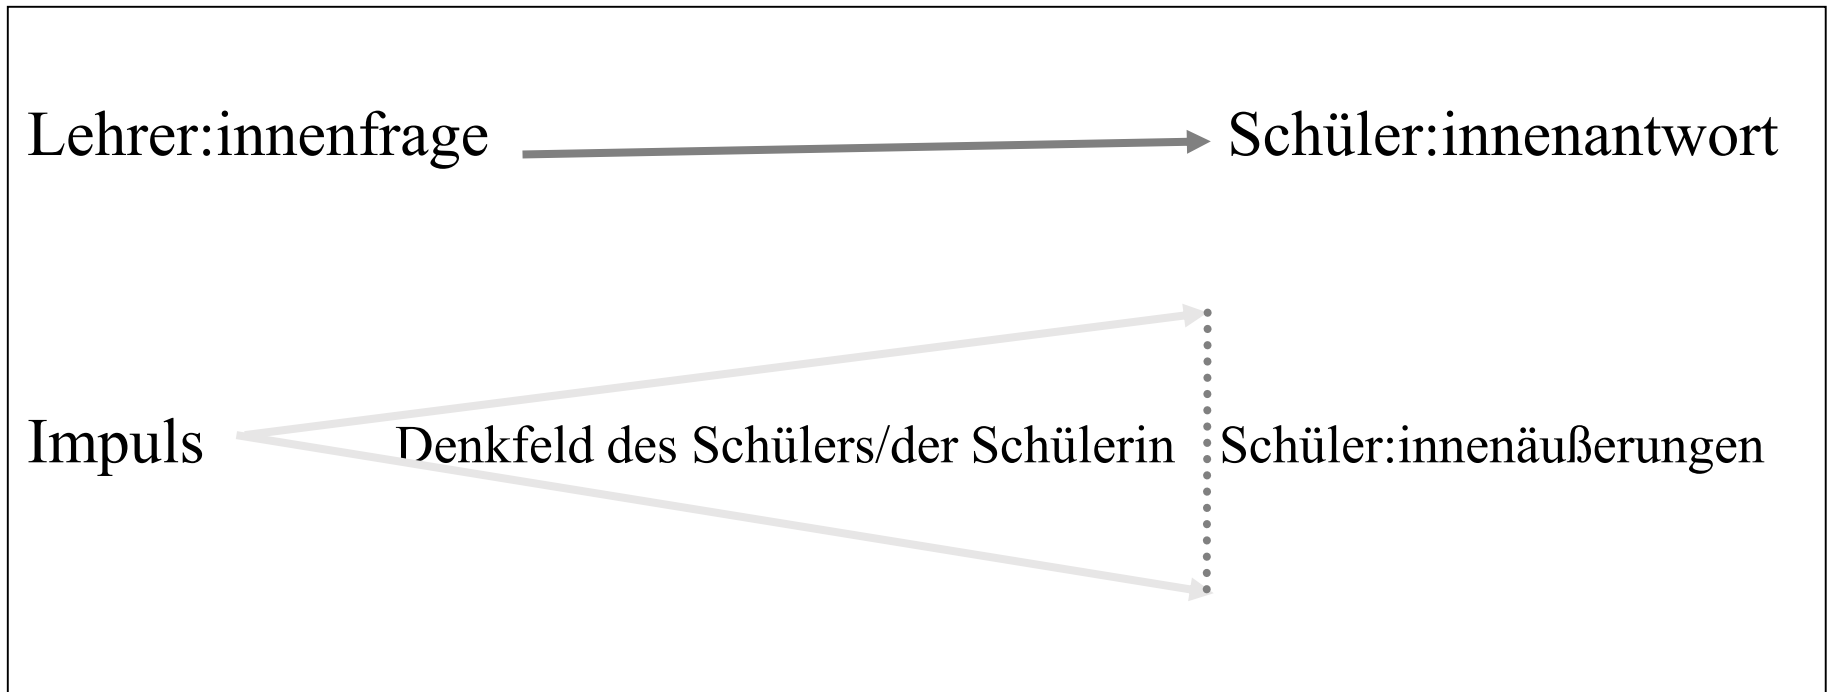 Lehrer:innenfrage Schüler:innenantwort
Impuls Denkfeld des Schülers/der Schülerin Schüler:innenäußerungen